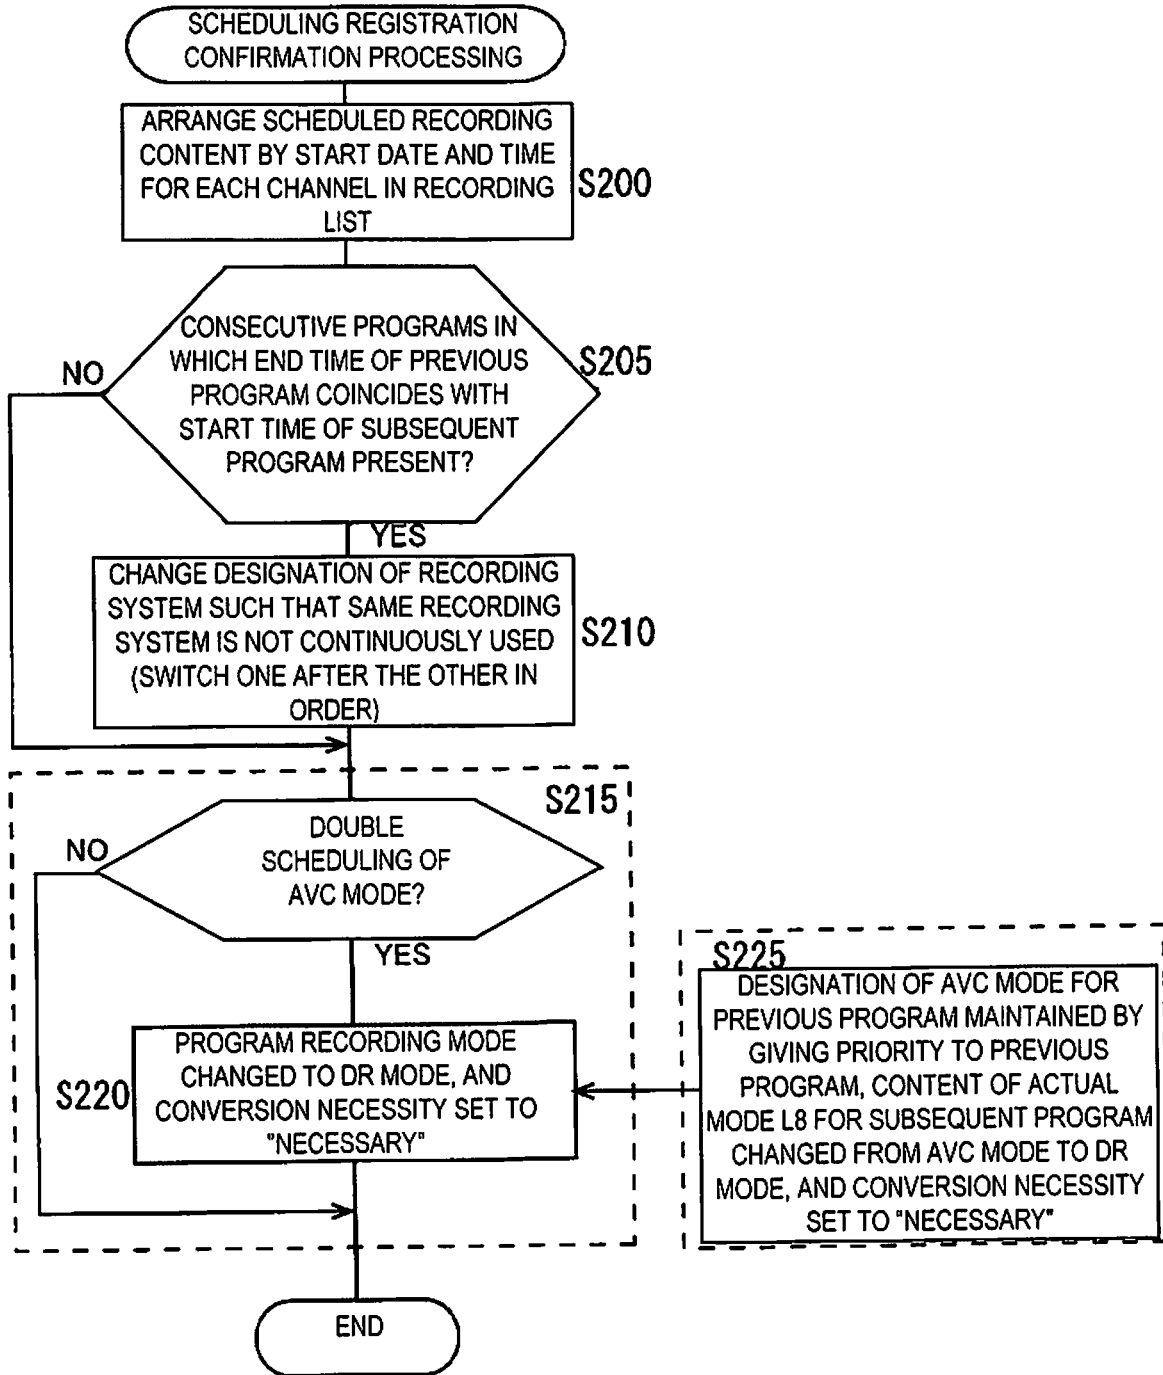 SCHEDULING REGISTRATION
CONFIRMATION PROCESSING
ARRANGE SCHEDULED RECORDING
CONTENT BY START DATE AND TIME
FOR EACH CHANNEL IN RECORDING
LIST
S200
CONSECUTIVE PROGRAMS IN
WHICH END TIME OF PREVIOUS
PROGRAM COINCIDES WITH
START TIME OF SUBSEQUENT
PROGRAM PRESENT?
S205
NO
YES
CHANGE DESIGNATION OF RECORDING
SYSTEM SUCH THAT SAME RECORDING
SYSTEM IS NOT CONTINUOUSLY USED
(SWITCH ONE AFTER THE OTHER IN
ORDER)
S210
S215
DOUBLE
SCHEDULING OF
AVC MODE?
NO
YES
S220
PROGRAM RECORDING MODE
CHANGED TO DR MODE, AND
CONVERSION NECESSITY SET TO
"NECESSARY"
S225
DESIGNATION OF AVC MODE FOR
PREVIOUS PROGRAM MAINTAINED BY
GIVING PRIORITY TO PREVIOUS
PROGRAM, CONTENT OF ACTUAL
MODE L8 FOR SUBSEQUENT PROGRAM
CHANGED FROM AVC MODE TO DR
MODE, AND CONVERSION NECESSITY
SET TO "NECESSARY"
END